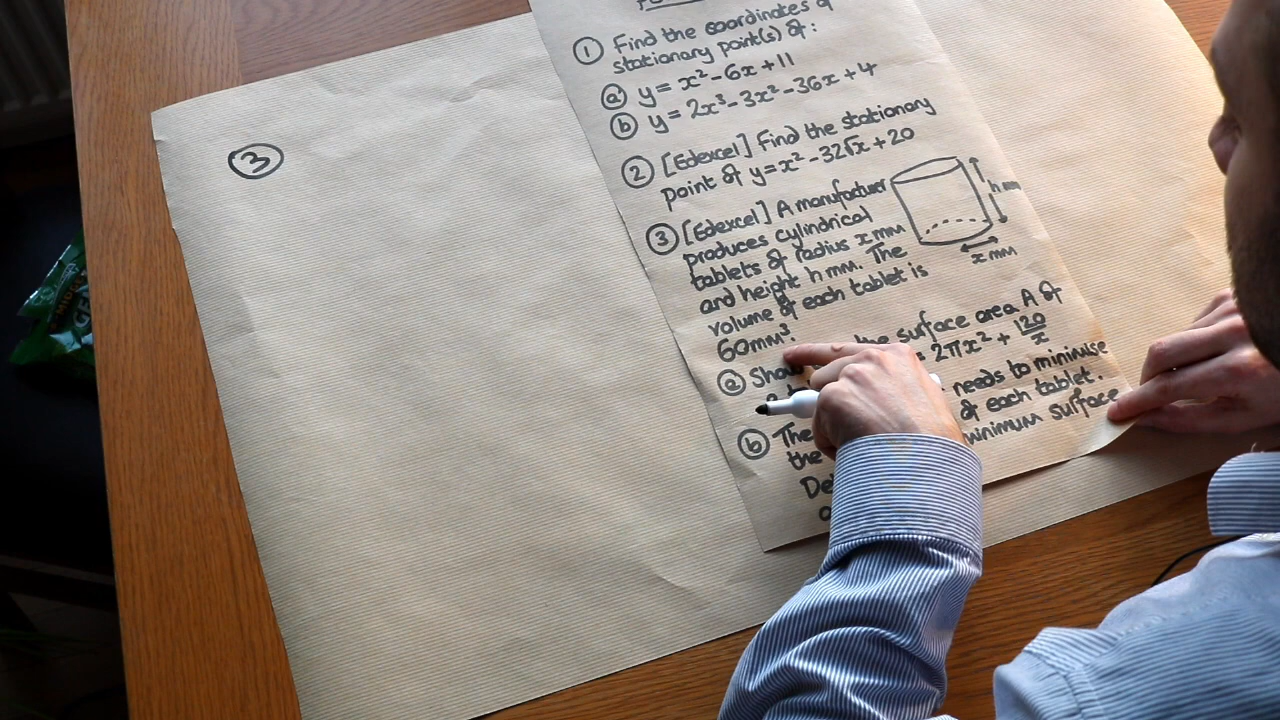 3
1 Find the coordinates of
stationary point(s) of:
a y = x² - 6x + 11
b y = 2x³ - 3x² - 36x + 4
2 [Edexcel] Find the stationary
point of y = x² - 32√x + 20
3 [Edexcel] A manufacturer
produces cylindrical
tablets of radius x mm
and height h mm. The
volume of each tablet is
60mm³.
h mm
x mm
a Show the surface area A of
= 2πx² + 120/x
b The needs to minimise
the of each tablet.
minimum surface